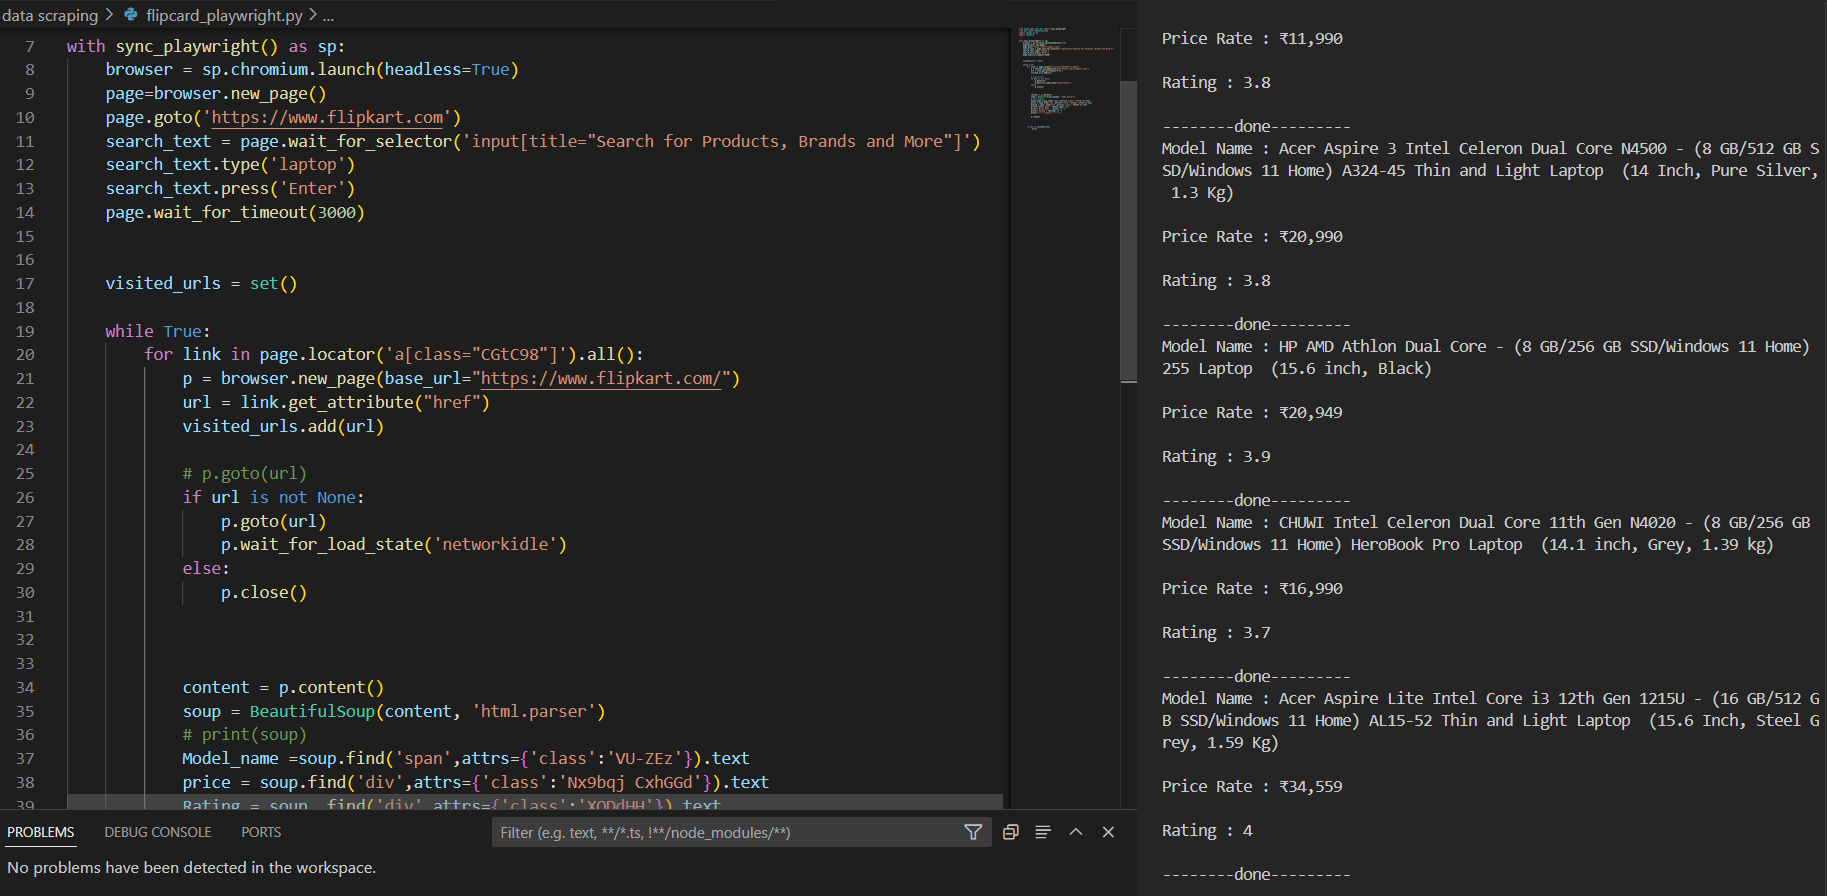 data scraping > flipcard_playwright.py > ...
7 with sync_playwright() as sp:
8 browser = sp.chromium.launch(headless=True)
9 page=browser.new_page()
10 page.goto('https://www.flipkart.com')
11 search_text = page.wait_for_selector('input[title="Search for Products, Brands and More"]')
12 search_text.type('laptop')
13 search_text.press('Enter')
14 page.wait_for_timeout(3000)
15
16
17 visited_urls = set()
18
19 while True:
20 for link in page.locator('a[class="CGtC98"]').all():
21 p = browser.new_page(base_url="https://www.flipkart.com/")
22 url = link.get_attribute("href")
23 visited_urls.add(url)
24
25 # p.goto(url)
26 if url is not None:
27 p.goto(url)
28 p.wait_for_load_state('networkidle')
29 else:
30 p.close()
31
32
33
34 content = p.content()
35 soup = BeautifulSoup(content, 'html.parser')
36 # print(soup)
37 Model_name =soup.find('span',attrs={'class':'VU-ZEz'}).text
38 price = soup.find('div',attrs={'class':'Nx9bqj CxhGGd'}).text
39 Rating = soup. find('div' attrs={'class':'XQDdHH'}).text
PROBLEMS DEBUG CONSOLE PORTS
Filter (e.g. text, **/*.ts, !**/node_modules/**)
No problems have been detected in the workspace.
Price Rate : ₹11,990
Rating : 3.8
--------done---------
Model Name : Acer Aspire 3 Intel Celeron Dual Core N4500 - (8 GB/512 GB S
SD/Windows 11 Home) A324-45 Thin and Light Laptop  (14 Inch, Pure Silver,
1.3 Kg)
Price Rate : ₹20,990
Rating : 3.8
--------done---------
Model Name : HP AMD Athlon Dual Core - (8 GB/256 GB SSD/Windows 11 Home)
255 Laptop  (15.6 inch, Black)
Price Rate : ₹20,949
Rating : 3.9
--------done---------
Model Name : CHUWI Intel Celeron Dual Core 11th Gen N4020 - (8 GB/256 GB
SSD/Windows 11 Home) HeroBook Pro Laptop  (14.1 inch, Grey, 1.39 kg)
Price Rate : ₹16,990
Rating : 3.7
--------done---------
Model Name : Acer Aspire Lite Intel Core i3 12th Gen 1215U - (16 GB/512 G
B SSD/Windows 11 Home) AL15-52 Thin and Light Laptop  (15.6 Inch, Steel G
rey, 1.59 Kg)
Price Rate : ₹34,559
Rating : 4
--------done---------